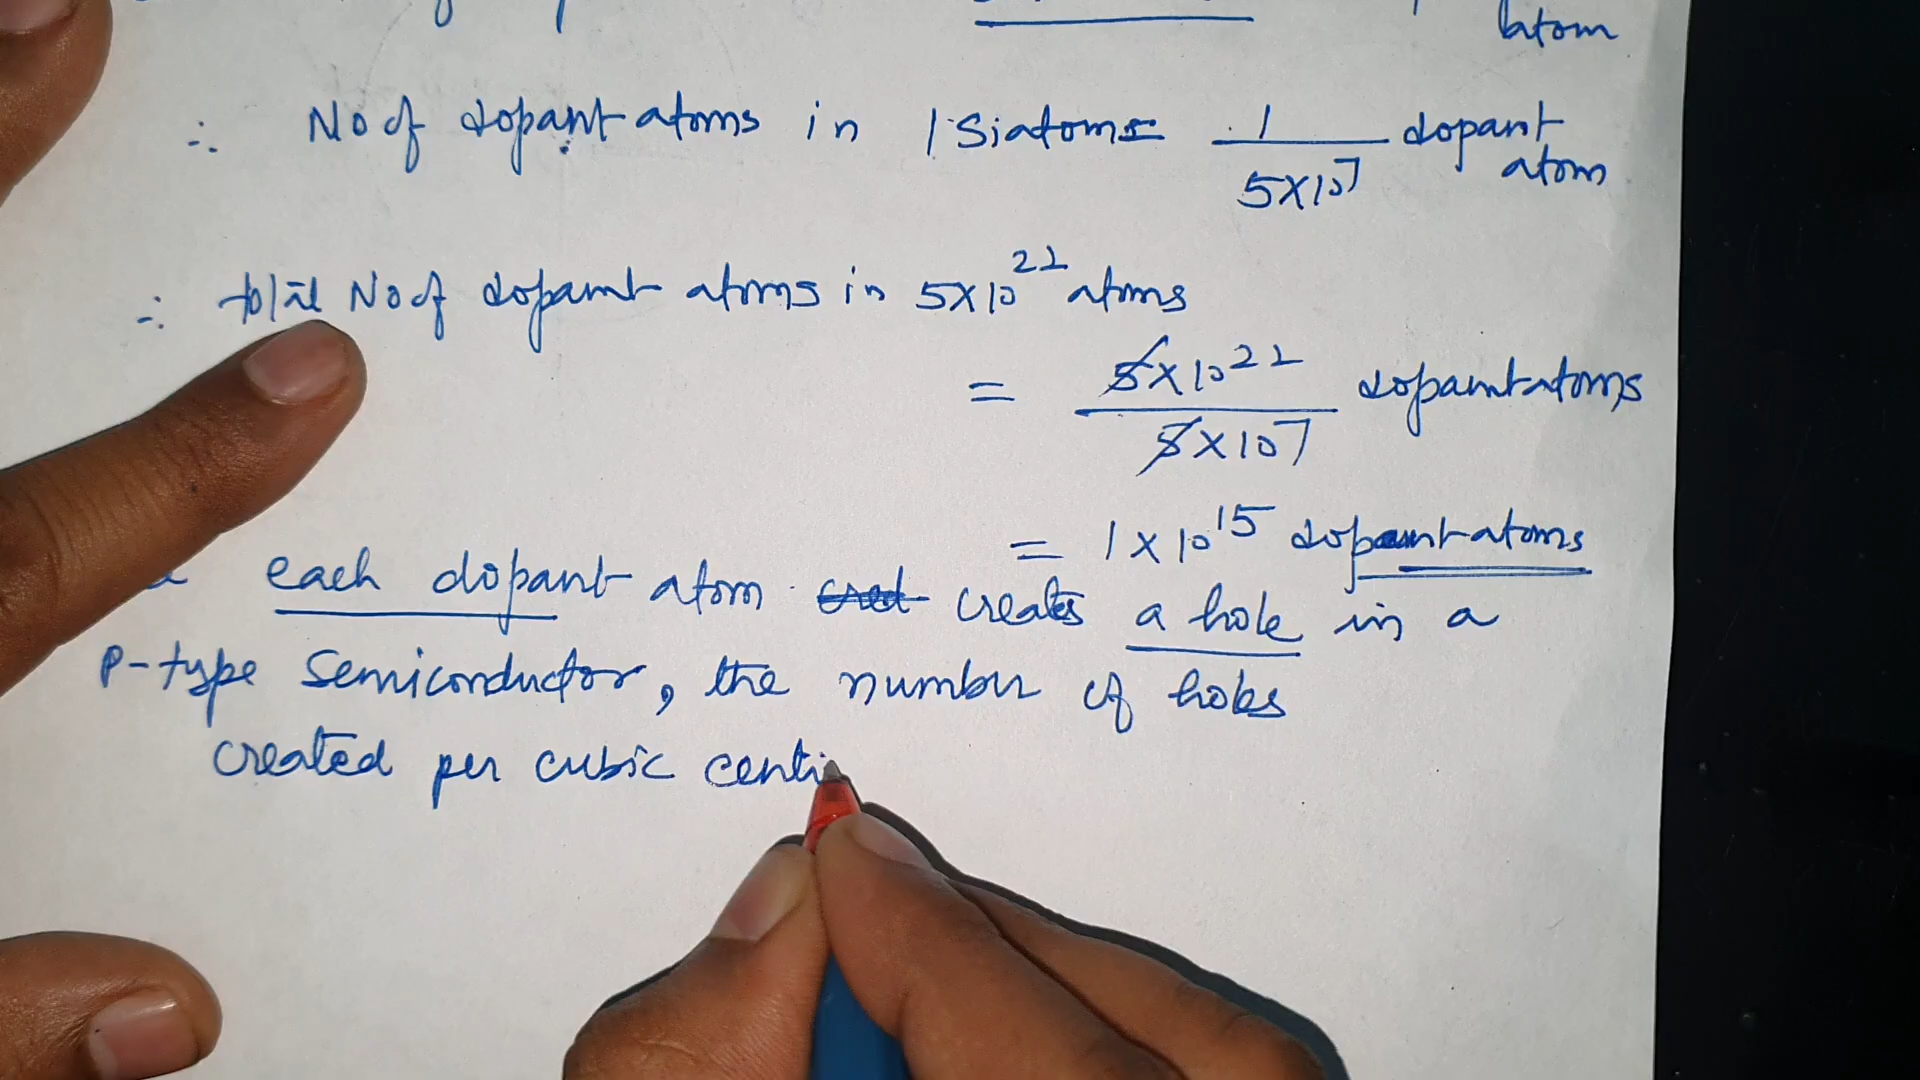 atom
∴ No of dopant atoms in 1 Si atoms = 1/5×10⁷ dopant atom
∴ total No of dopant atoms in 5×10²² atoms
= 5×10²²/5×10⁷ dopant atoms
= 1×10¹⁵ dopant atoms
each dopant atom creates a hole in a
P-type Semiconductor, the number of holes
created per cubic centi